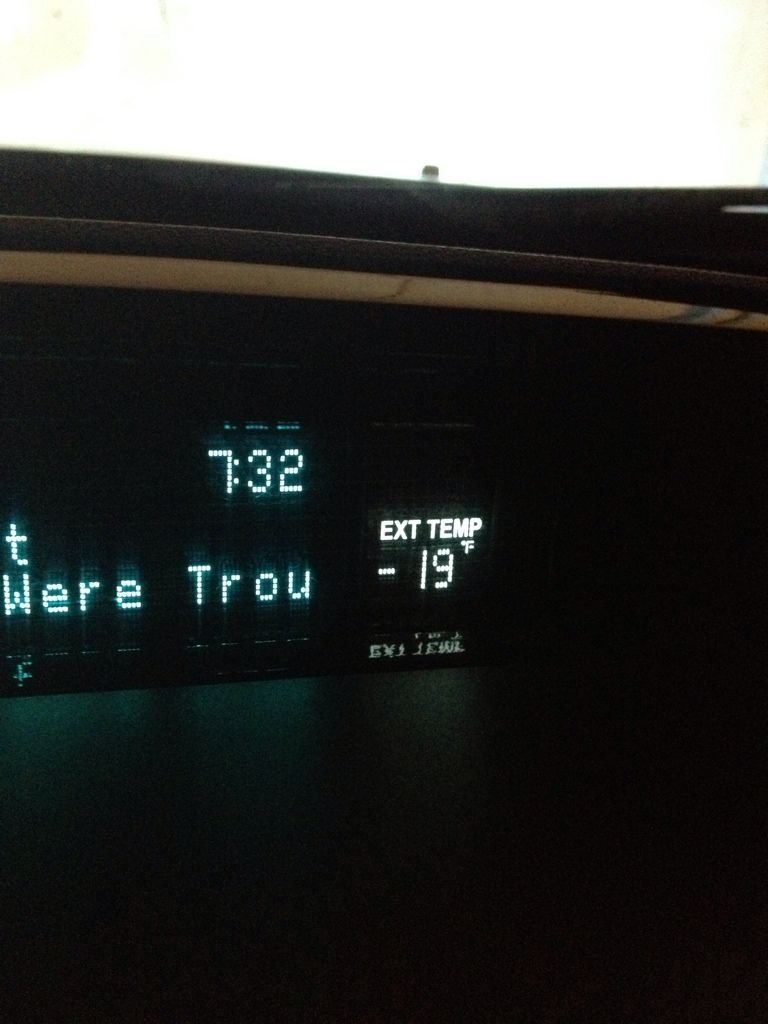 7:32
t
Were Trou
EXT TEMP
°F
- 19